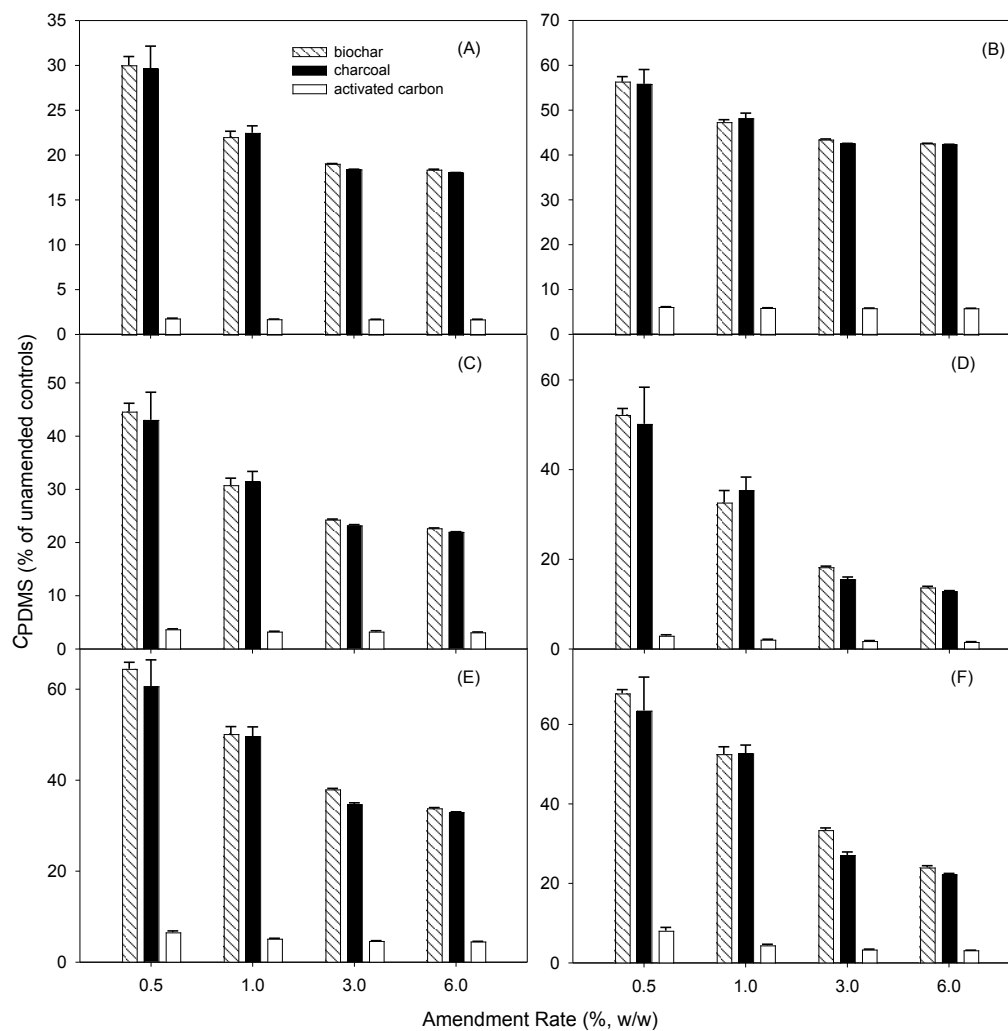 35
30
25
20
15
10
5
0
biochar
charcoal
activated carbon
(A)
70
60
50
40
30
20
10
0
(B)
50
40
30
20
10
0
(C)
60
40
20
0
(D)
60
40
20
0
(E)
60
40
20
0
(F)
CPDMS (% of unamended controls)
0.5 1.0 3.0 6.0
0.5 1.0 3.0 6.0
Amendment Rate (%, w/w)